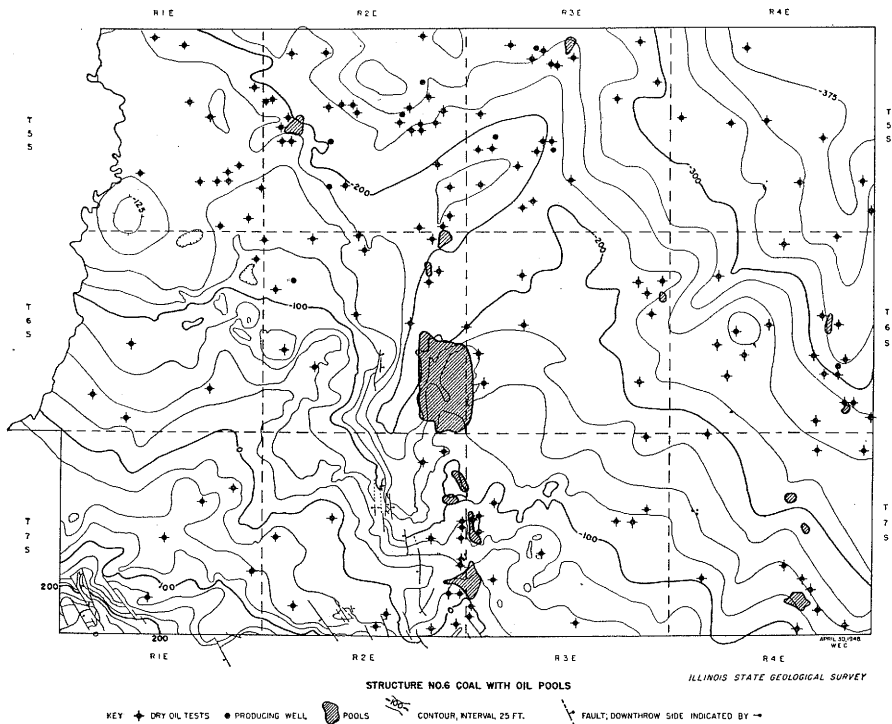 R1E R2E R3E R4E
-375
T 5 S
T 5 S
-300
-200
-125
-200
T 6 S
-100
T 6 S
0
T 7 S
T 7 S
-100
200
100
200
APRIL 30, 1948
W E C
R1E R2E R3E R4E
ILLINOIS STATE GEOLOGICAL SURVEY
STRUCTURE NO.6 COAL WITH OIL POOLS
KEY DRY OIL TESTS PRODUCING WELL POOLS -100- CONTOUR, INTERVAL 25 FT. FAULT; DOWNTHROW SIDE INDICATED BY